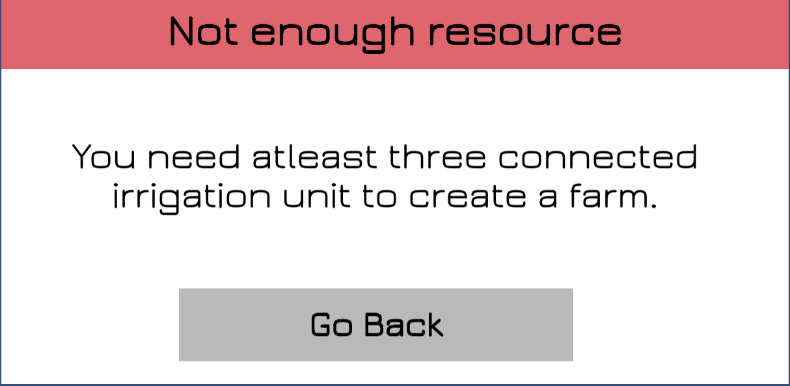 Not enough resource
You need atleast three connected
irrigation unit to create a farm.
Go Back